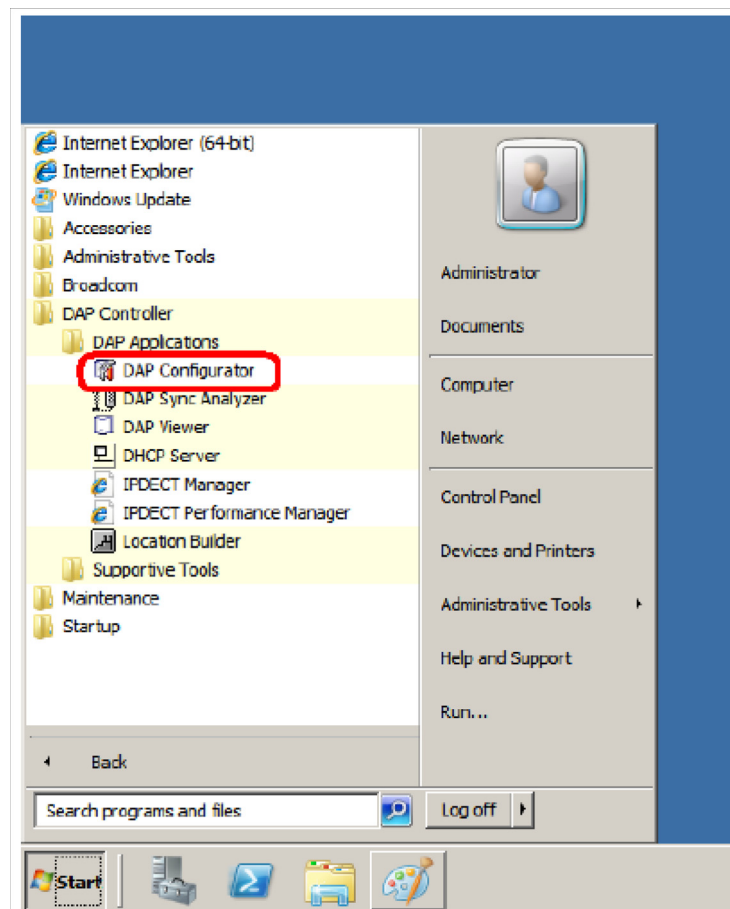 Internet Explorer (64-bit)
Internet Explorer
Windows Update
Accessories
Administrative Tools
Broadcom
DAP Controller
DAP Applications
DAP Configurator
DAP Sync Analyzer
DAP Viewer
DHCP Server
IPDECT Manager
IPDECT Performance Manager
Location Builder
Supportive Tools
Maintenance
Startup
Back
Search programs and files
Administrator
Documents
Computer
Network
Control Panel
Devices and Printers
Administrative Tools
Help and Support
Run...
Log off
Start